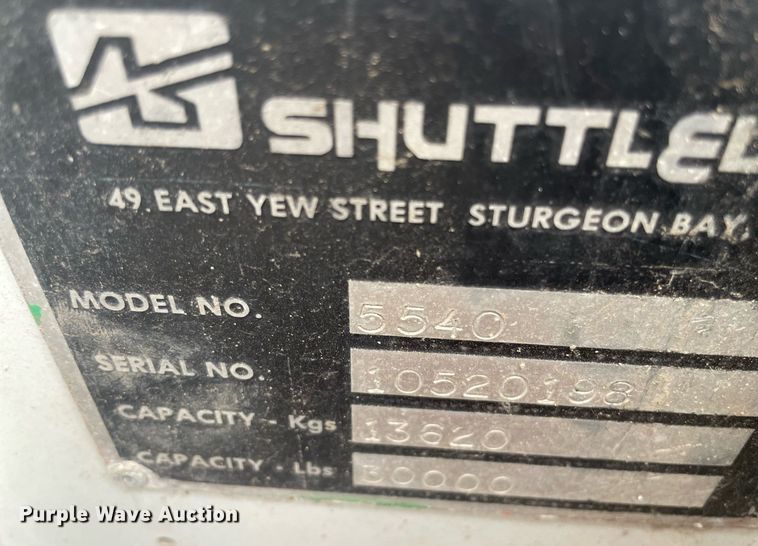 SHUTTLEL
49 EAST YEW STREET STURGEON BAY,
MODEL NO. 5540
SERIAL NO. 10520198
CAPACITY - Kgs 13620
CAPACITY - Lbs 30000
Purple Wave Auction